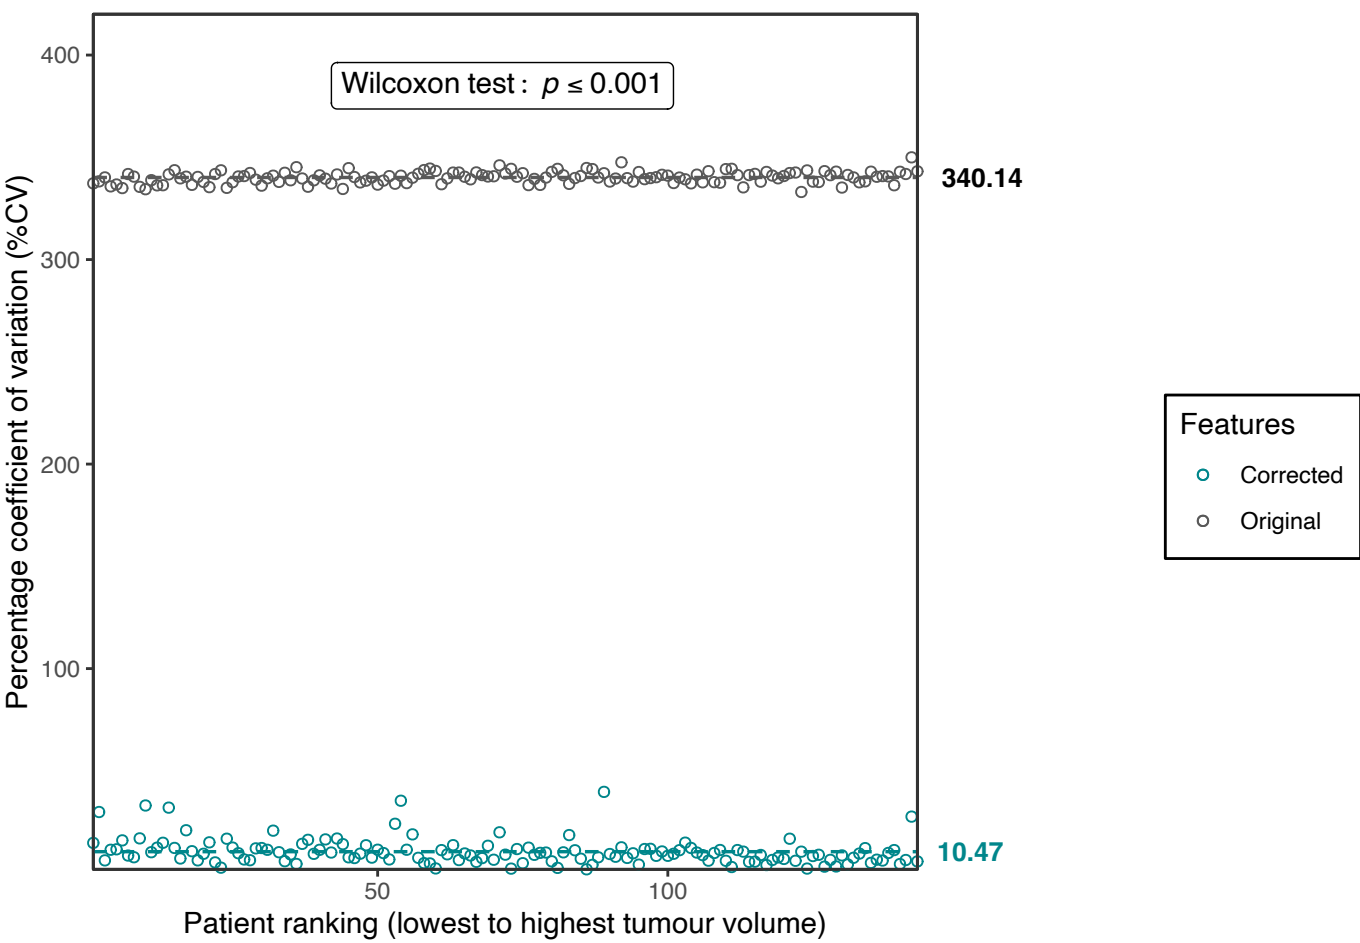 400
Wilcoxon test: p ≤ 0.001
340.14
300
200
100
10.47
50
100
Percentage coefficient of variation (%CV)
Patient ranking (lowest to highest tumour volume)
Features
Corrected
Original